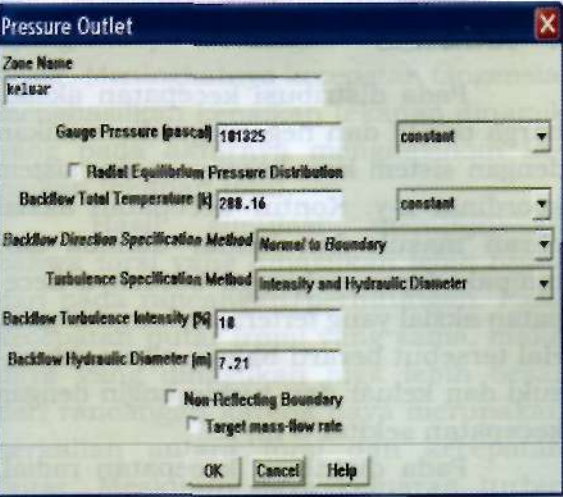 Pressure Outlet
Zone Name
keluar
Gauge Pressure (pascal) 101325 constant
Radial Equilibrium Pressure Distribution
Backflow Total Temperature (k) 288.16 constant
Backflow Direction Specification Method Normal to Boundary
Turbulence Specification Method Intensity and Hydraulic Diameter
Backflow Turbulence Intensity (%) 10
Backflow Hydraulic Diameter (m) 7.21
Non-Reflecting Boundary
Target mass-flow rate
OK Cancel Help